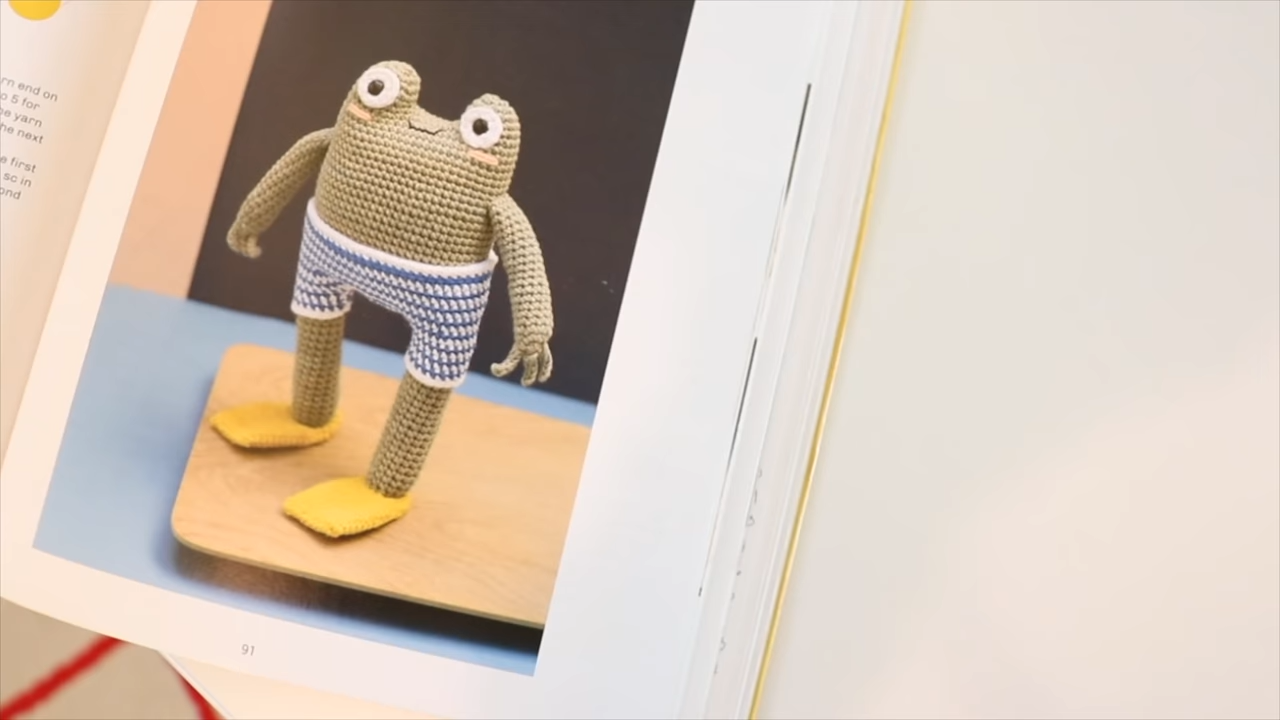 rn end on
o 5 for
he yarn
he next
e first
sc in
ond
91